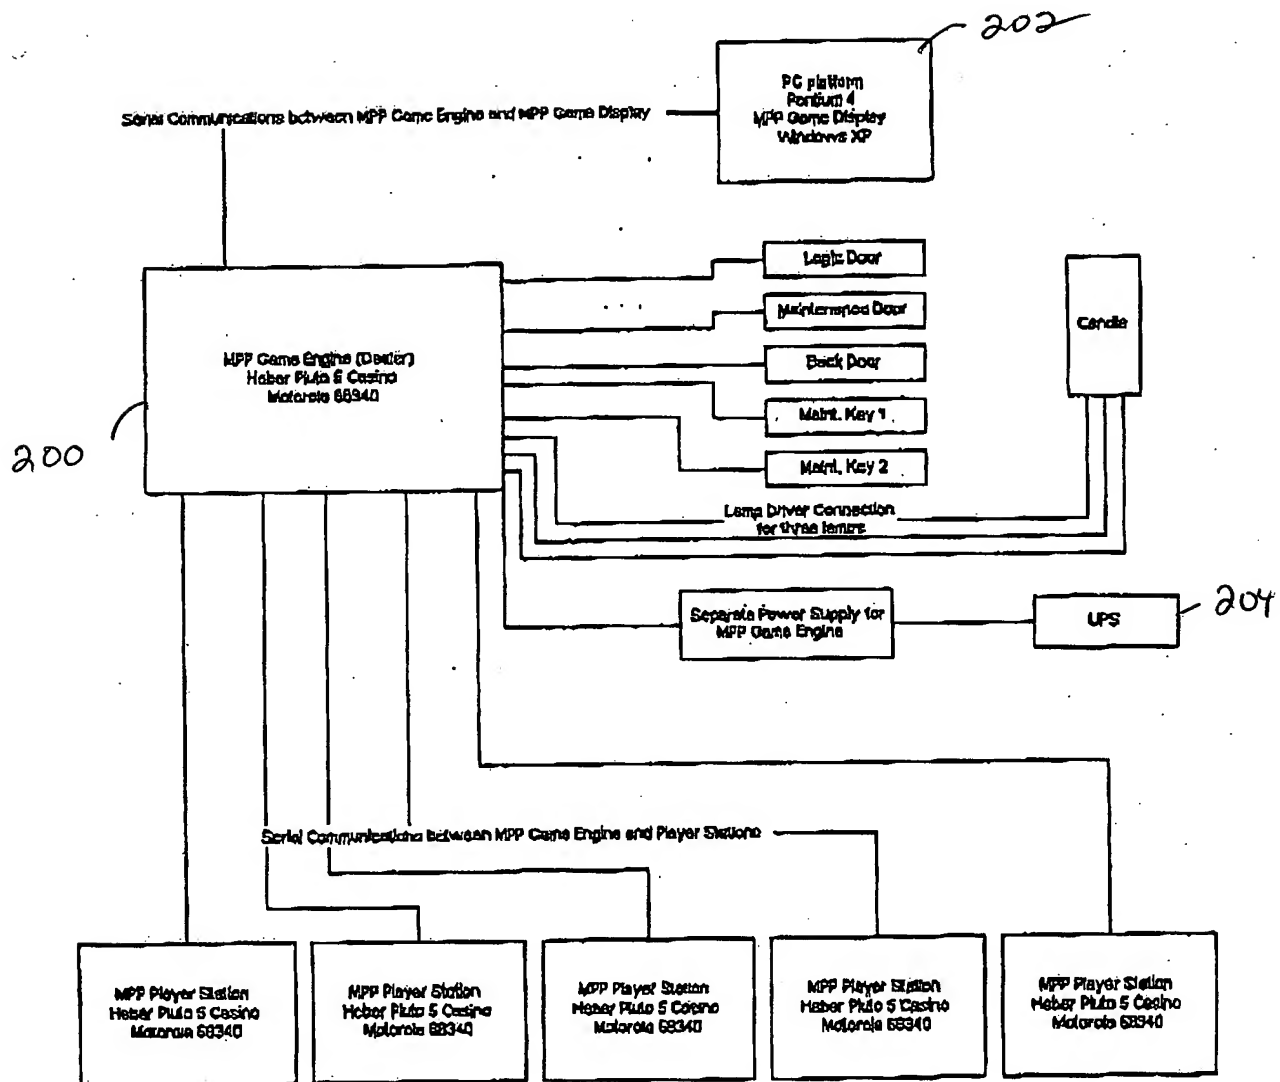 202
PC platform
Pentium 4
MPP Game Display
Windows XP
Serial Communications between MPP Game Engine and MPP Game Display
Logic Door
Maintenance Door
Candle
MPP Game Engine (Dealer)
Heber Pluto 5 Casino
Motorola 68340
Back Door
Maint. Key 1
200
Maint. Key 2
Lamp Driver Connection
for three lamps
Separate Power Supply for
MPP Game Engine
UPS
204
Serial Communications between MPP Game Engine and Player Stations
MPP Player Station
Heber Pluto 5 Casino
Motorola 68340
MPP Player Station
Heber Pluto 5 Casino
Motorola 68340
MPP Player Station
Heber Pluto 5 Casino
Motorola 68340
MPP Player Station
Heber Pluto 5 Casino
Motorola 68340
MPP Player Station
Heber Pluto 5 Casino
Motorola 68340